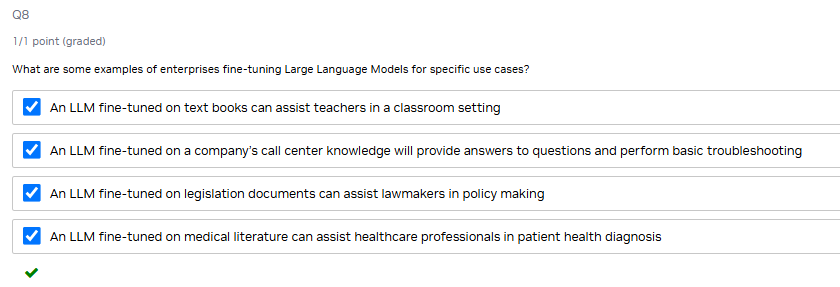 Q8
1/1 point (graded)
What are some examples of enterprises fine-tuning Large Language Models for specific use cases?
An LLM fine-tuned on text books can assist teachers in a classroom setting
An LLM fine-tuned on a company's call center knowledge will provide answers to questions and perform basic troubleshooting
An LLM fine-tuned on legislation documents can assist lawmakers in policy making
An LLM fine-tuned on medical literature can assist healthcare professionals in patient health diagnosis